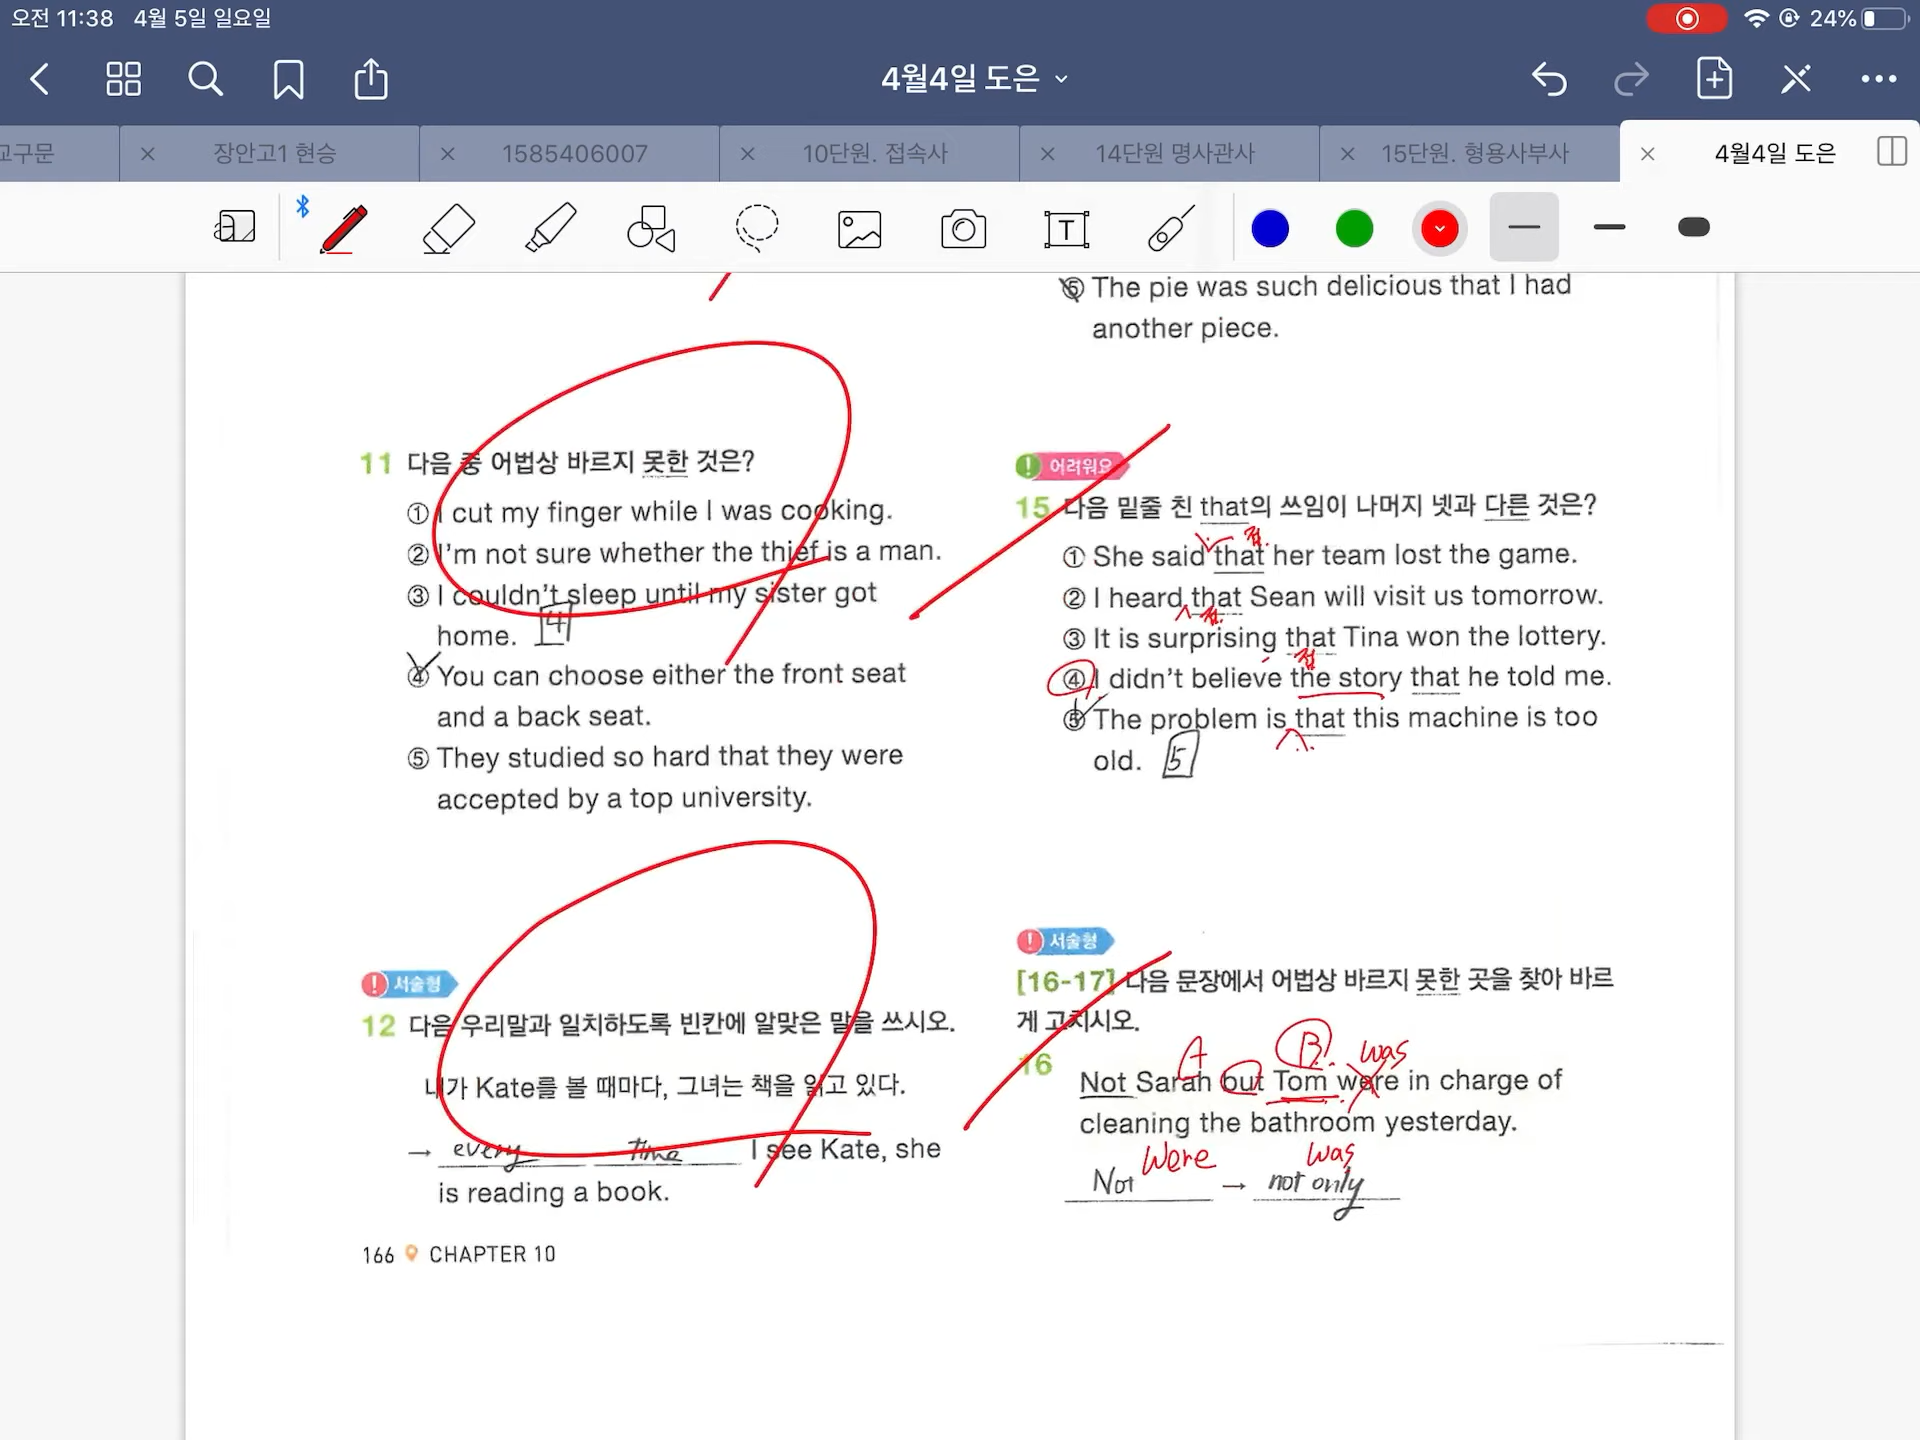 오전 11:38 4월 5일 일요일
24%
4월4일 도은
교구문
장안고1 현승
1585406007
10단원. 접속사
14단원 명사관사
15단원. 형용사부사
4월4일 도은
T
⑤ The pie was such delicious that I had
another piece.
11 다음 중 어법상 바르지 못한 것은?
① I cut my finger while I was cooking.
② I'm not sure whether the thief is a man.
③ I couldn't sleep until my sister got
home. 4
④ You can choose either the front seat
and a back seat.
⑤ They studied so hard that they were
accepted by a top university.
! 서술형
12 다음 우리말과 일치하도록 빈칸에 알맞은 말을 쓰시오.
내가 Kate를 볼 때마다, 그녀는 책을 읽고 있다.
→ every time I see Kate, she
is reading a book.
166 CHAPTER 10
! 어려워요
15 다음 밑줄 친 that의 쓰임이 나머지 넷과 다른 것은?
접
① She said that her team lost the game.
② I heard that Sean will visit us tomorrow.
접
③ It is surprising that Tina won the lottery.
접
④ I didn't believe the story that he told me.
⑤ The problem is that this machine is too
old. 5
! 서술형
[16-17] 다음 문장에서 어법상 바르지 못한 곳을 찾아 바르
게 고치시오.
A B was
16 Not Sarah but Tom were in charge of
cleaning the bathroom yesterday.
Were was
Not → not only